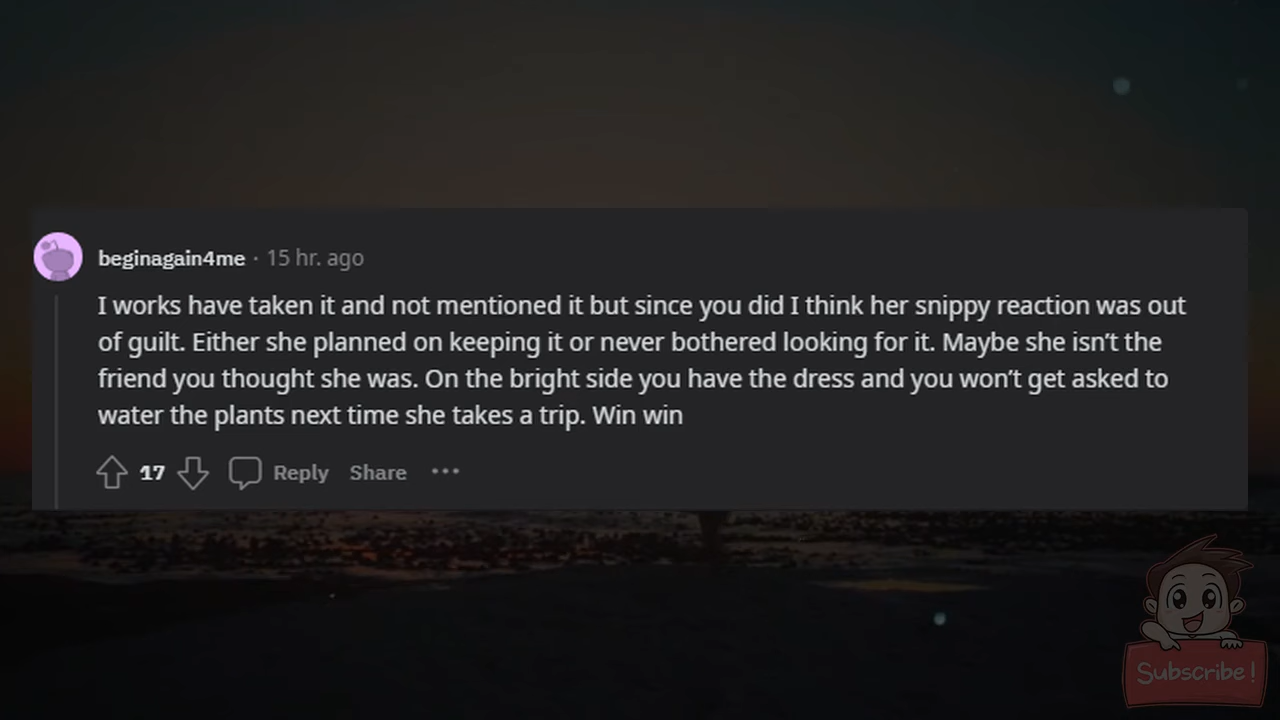 beginagain4me · 15 hr. ago
I works have taken it and not mentioned it but since you did I think her snippy reaction was out
of guilt. Either she planned on keeping it or never bothered looking for it. Maybe she isn’t the
friend you thought she was. On the bright side you have the dress and you won’t get asked to
water the plants next time she takes a trip. Win win
17 Reply Share ···
Subscribe!